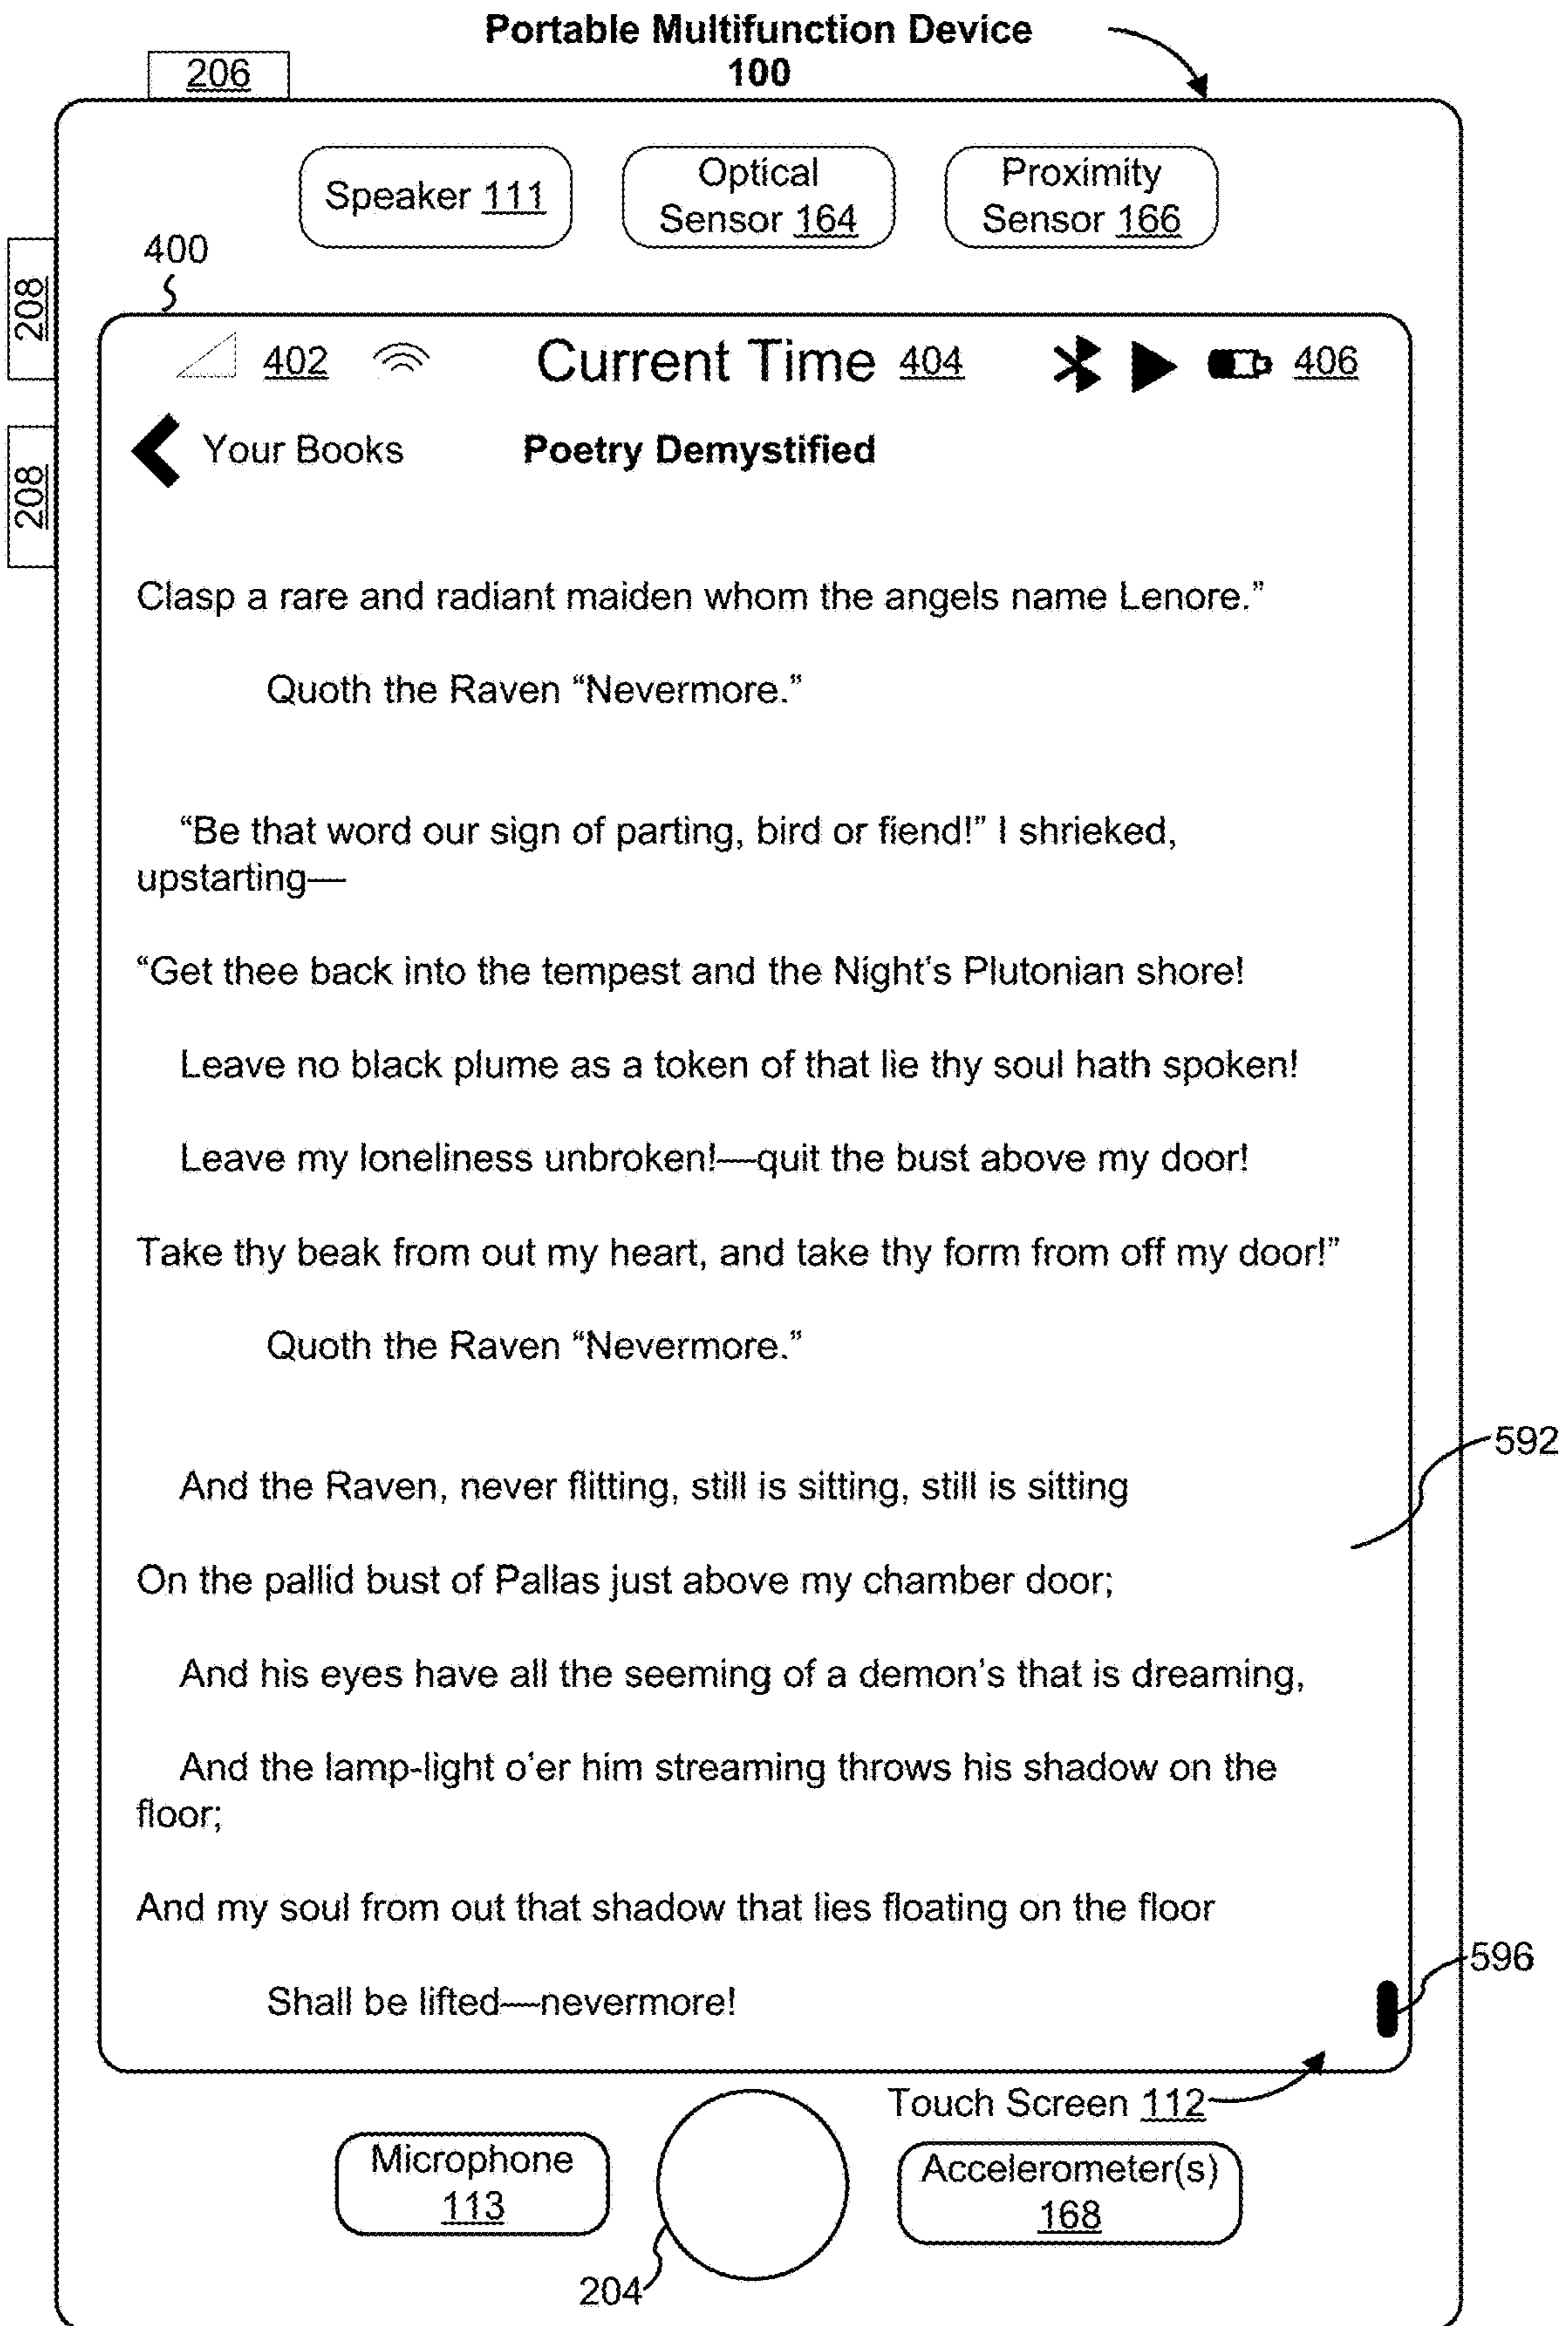 Portable Multifunction Device
100
206
Speaker 111
Optical
Sensor 164
Proximity
Sensor 166
208
208
400
402
Current Time 404
406
Your Books
Poetry Demystified
Clasp a rare and radiant maiden whom the angels name Lenore.”
Quoth the Raven “Nevermore.”
“Be that word our sign of parting, bird or fiend!” I shrieked,
upstarting—
“Get thee back into the tempest and the Night’s Plutonian shore!
Leave no black plume as a token of that lie thy soul hath spoken!
Leave my loneliness unbroken!—quit the bust above my door!
Take thy beak from out my heart, and take thy form from off my door!”
Quoth the Raven “Nevermore.”
592
And the Raven, never flitting, still is sitting, still is sitting
On the pallid bust of Pallas just above my chamber door;
And his eyes have all the seeming of a demon’s that is dreaming,
And the lamp-light o’er him streaming throws his shadow on the
floor;
And my soul from out that shadow that lies floating on the floor
596
Shall be lifted—nevermore!
Touch Screen 112
Microphone
113
Accelerometer(s)
168
204